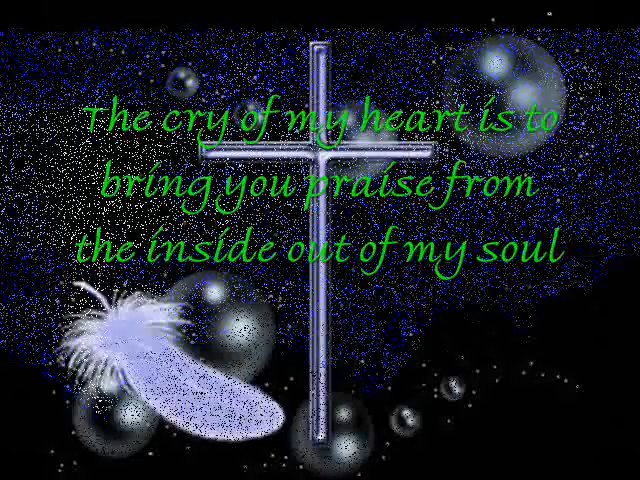 The cry of my heart is to
bring you praise from
the inside out of my soul